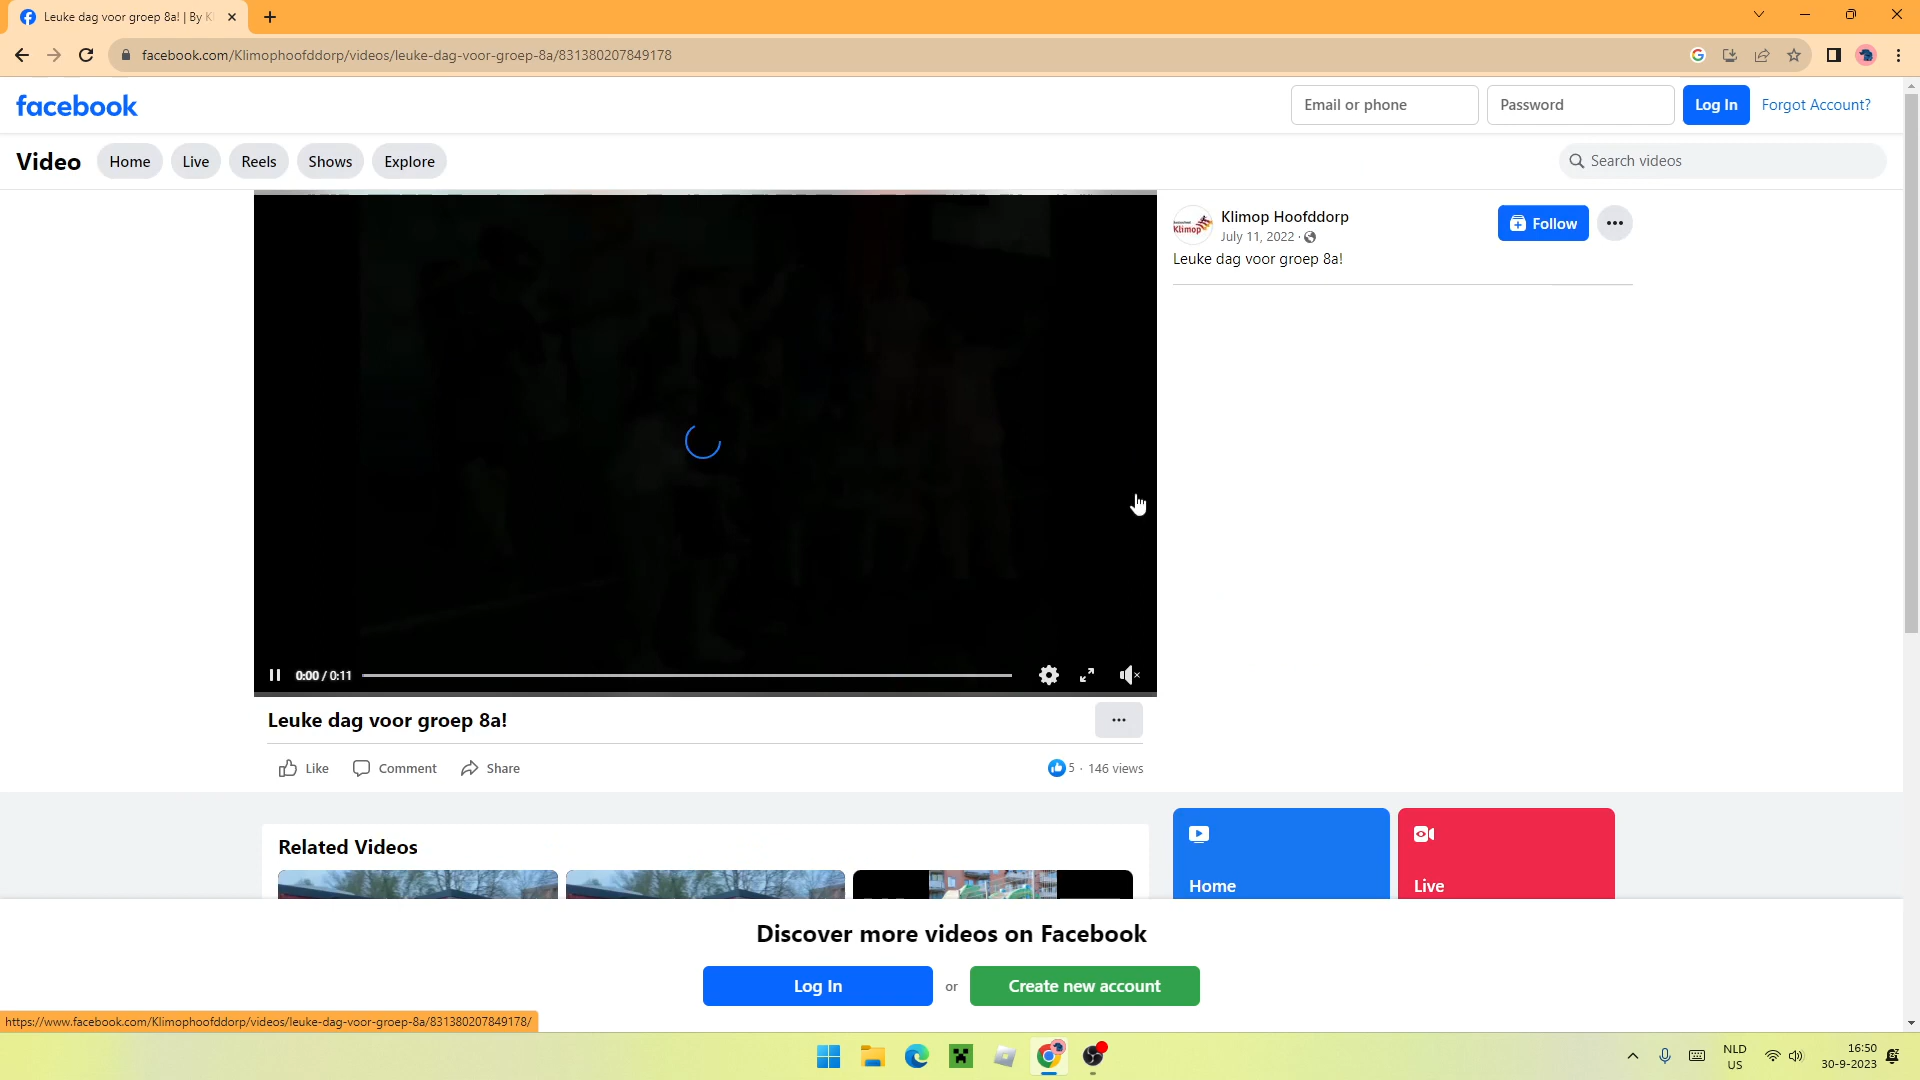 Leuke dag voor groep 8a! | By K
facebook.com/Klimophoofddorp/videos/leuke-dag-voor-groep-8a/831380207849178
facebook
Email or phone
Password
Log In
Forgot Account?
Video
Home
Live
Reels
Shows
Explore
Search videos
Klimop
Klimop Hoofddorp
July 11, 2022 ·
Follow
Leuke dag voor groep 8a!
0:00 / 0:11
Leuke dag voor groep 8a!
Like
Comment
Share
5 · 146 views
Related Videos
Home
Live
Discover more videos on Facebook
Log In
or
Create new account
https://www.facebook.com/Klimophoofddorp/videos/leuke-dag-voor-groep-8a/831380207849178/
NLD
US
16:50
30-9-2023